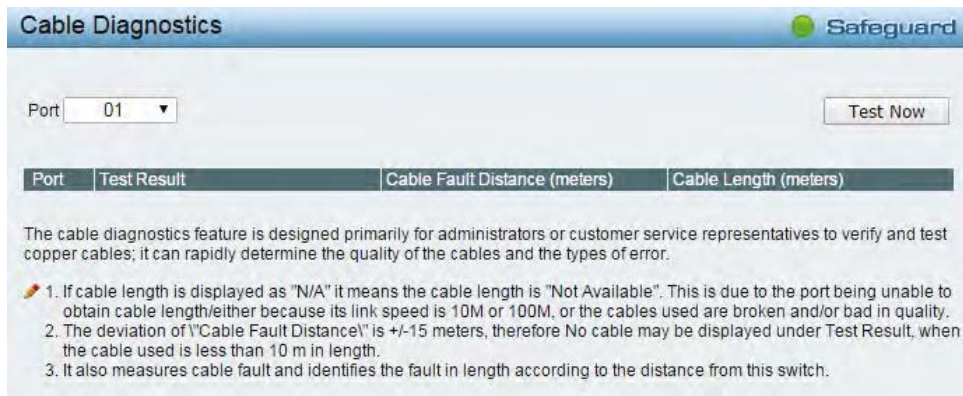 Cable Diagnostics
Safeguard
Port 01 Test Now
Port Test Result Cable Fault Distance (meters) Cable Length (meters)
The cable diagnostics feature is designed primarily for administrators or customer service representatives to verify and test
copper cables; it can rapidly determine the quality of the cables and the types of error.
1. If cable length is displayed as "N/A" it means the cable length is "Not Available". This is due to the port being unable to
obtain cable length/either because its link speed is 10M or 100M, or the cables used are broken and/or bad in quality.
2. The deviation of \"Cable Fault Distance\" is +/-15 meters, therefore No cable may be displayed under Test Result, when
the cable used is less than 10 m in length.
3. It also measures cable fault and identifies the fault in length according to the distance from this switch.